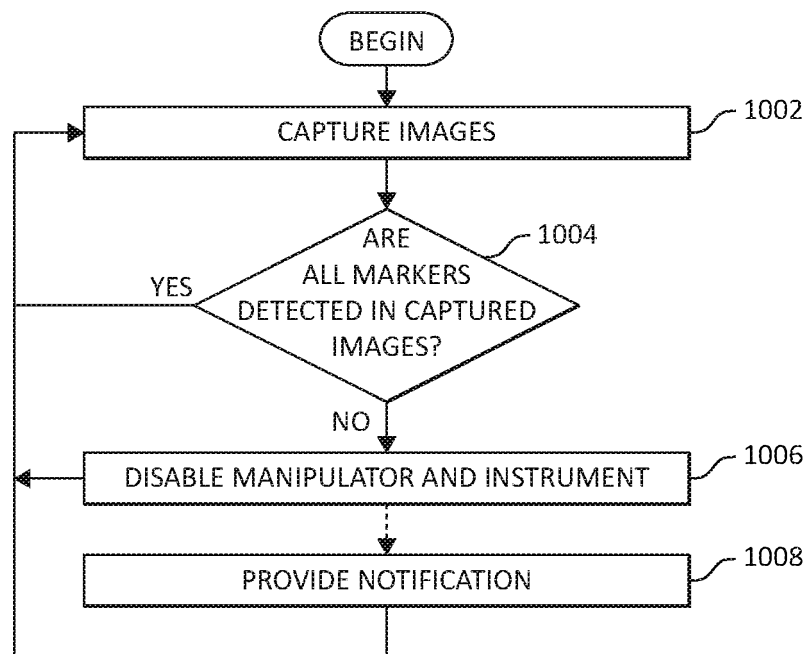 BEGIN
CAPTURE IMAGES
1002
ARE
ALL MARKERS
DETECTED IN CAPTURED
IMAGES?
1004
YES
NO
DISABLE MANIPULATOR AND INSTRUMENT
1006
PROVIDE NOTIFICATION
1008